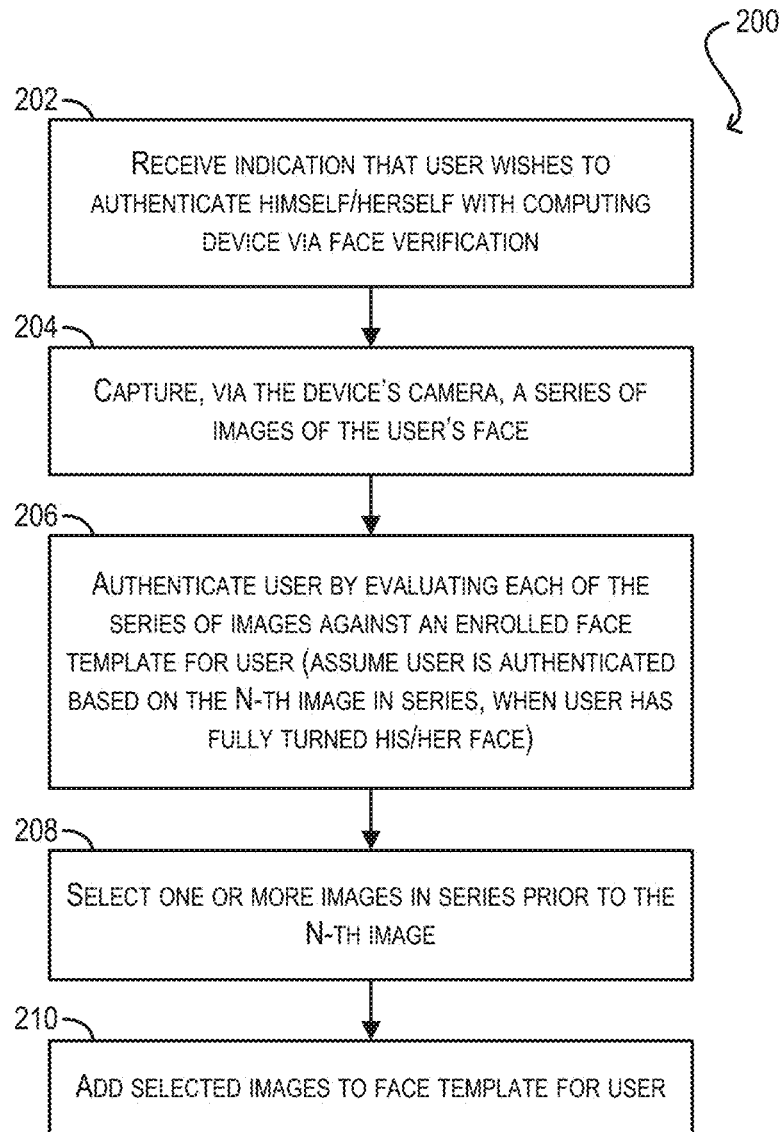 200
202
RECEIVE INDICATION THAT USER WISHES TO
AUTHENTICATE HIMSELF/HERSELF WITH COMPUTING
DEVICE VIA FACE VERIFICATION
204
CAPTURE, VIA THE DEVICE'S CAMERA, A SERIES OF
IMAGES OF THE USER'S FACE
206
AUTHENTICATE USER BY EVALUATING EACH OF THE
SERIES OF IMAGES AGAINST AN ENROLLED FACE
TEMPLATE FOR USER (ASSUME USER IS AUTHENTICATED
BASED ON THE N-TH IMAGE IN SERIES, WHEN USER HAS
FULLY TURNED HIS/HER FACE)
208
SELECT ONE OR MORE IMAGES IN SERIES PRIOR TO THE
N-TH IMAGE
210
ADD SELECTED IMAGES TO FACE TEMPLATE FOR USER